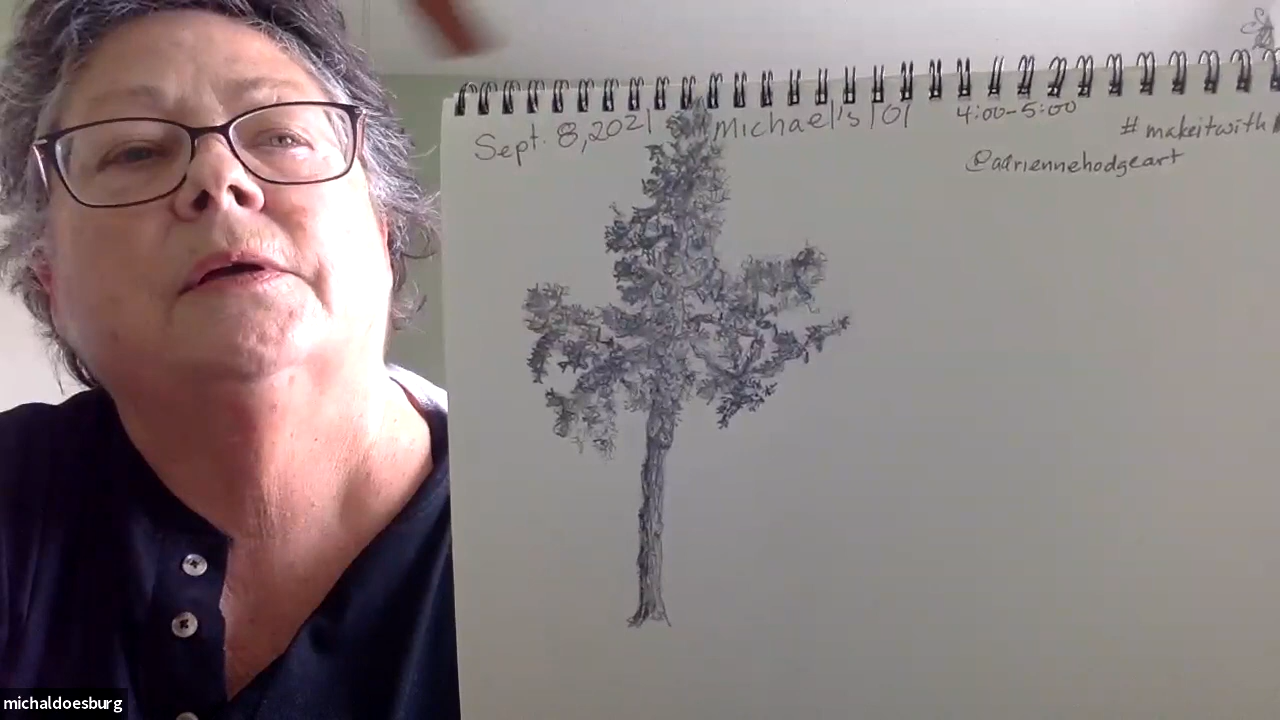 Sept. 8, 2021 Michael's 101 4:00-5:00 #makeitwith
@adriennehodgeart
michaldoesburg